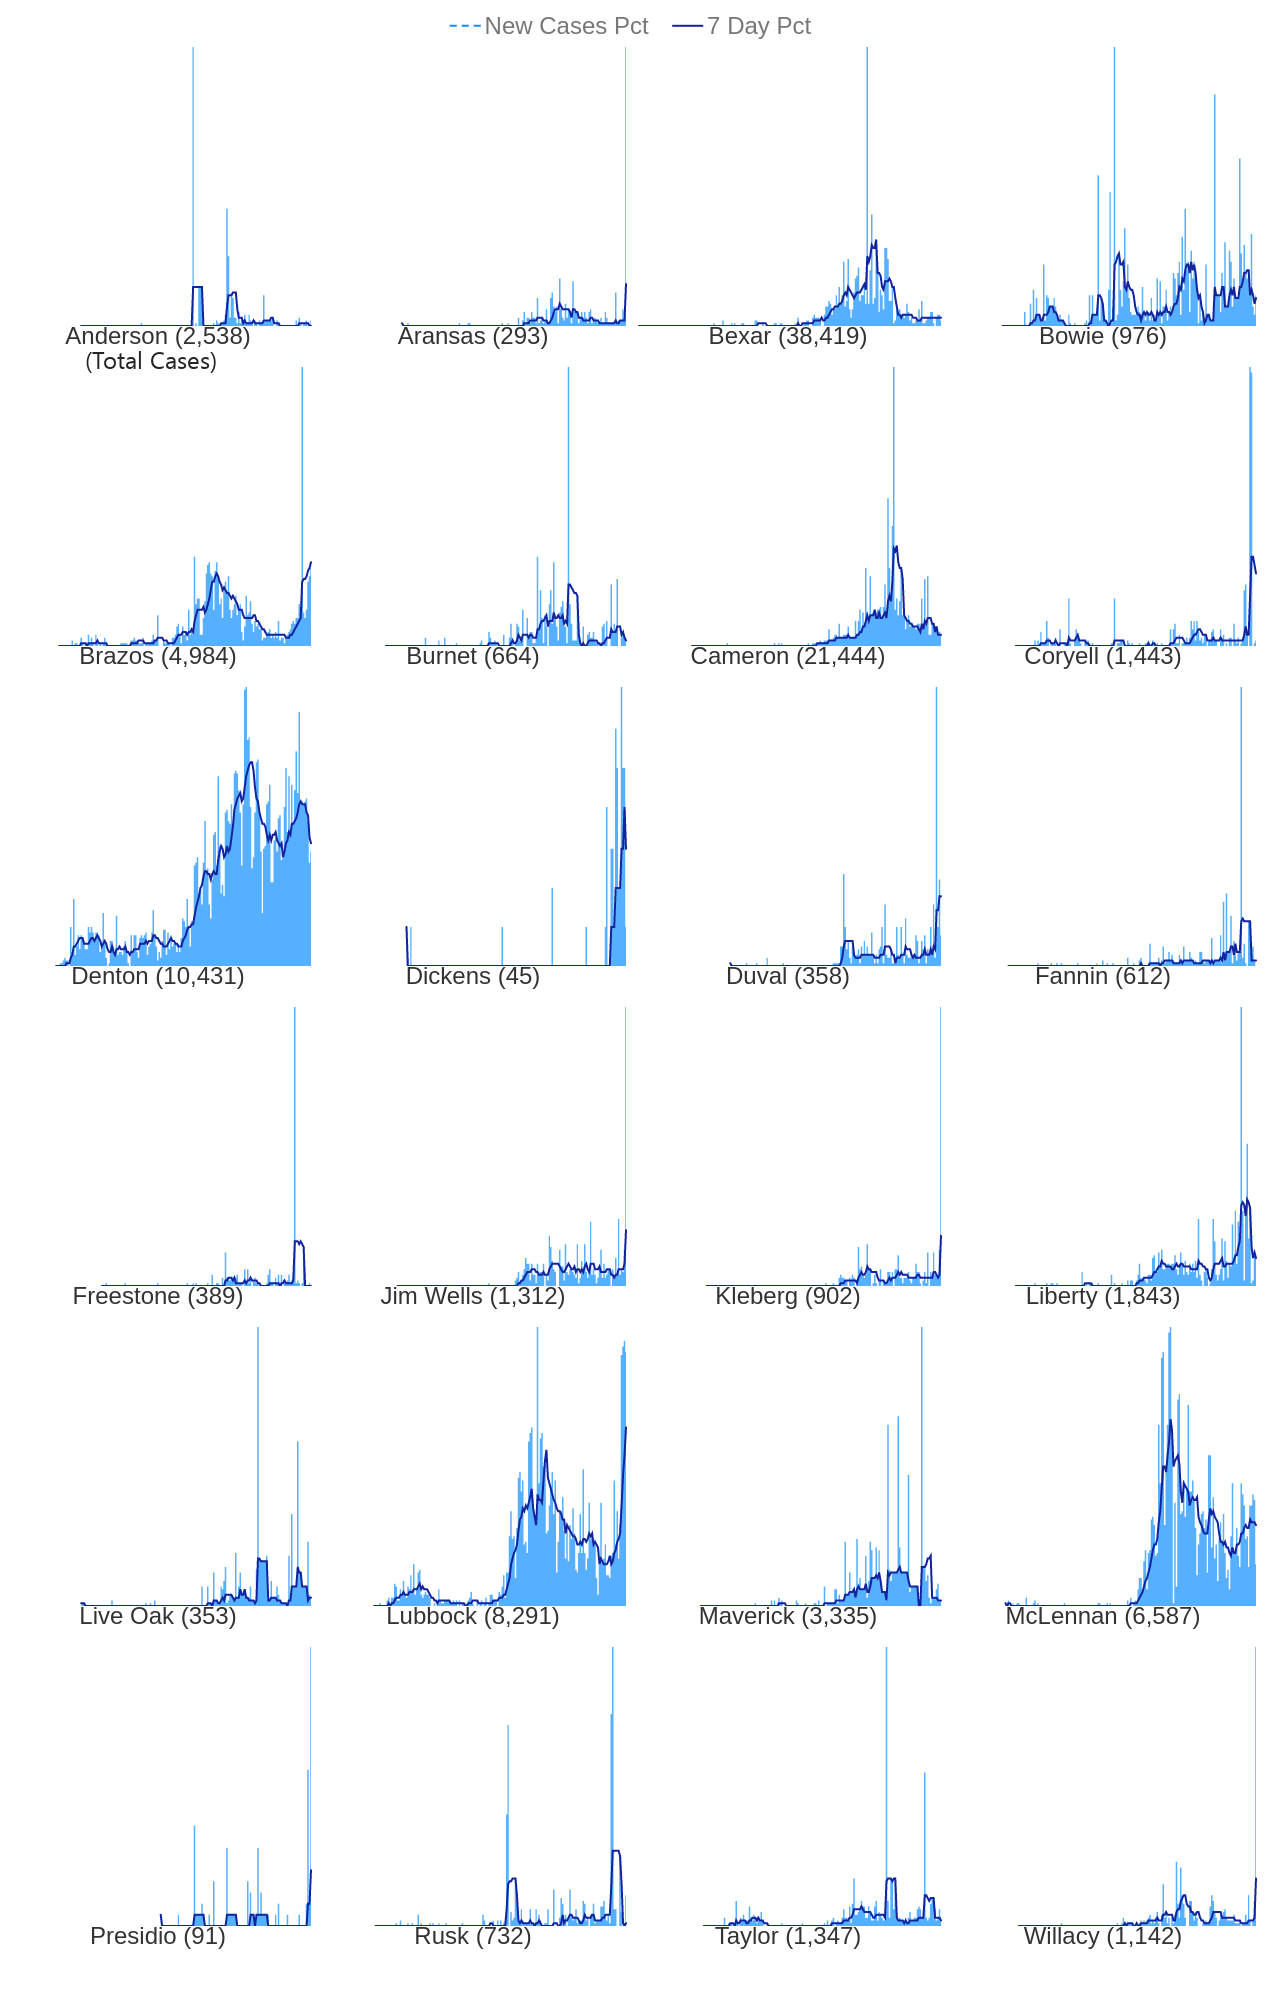 New Cases Pct 7 Day Pct
Anderson (2,538) Aransas (293) Bexar (38,419) Bowie (976)
(Total Cases)
Brazos (4,984) Burnet (664) Cameron (21,444) Coryell (1,443)
Denton (10,431) Dickens (45) Duval (358) Fannin (612)
Freestone (389) Jim Wells (1,312) Kleberg (902) Liberty (1,843)
Live Oak (353) Lubbock (8,291) Maverick (3,335) McLennan (6,587)
Presidio (91) Rusk (732) Taylor (1,347) Willacy (1,142)